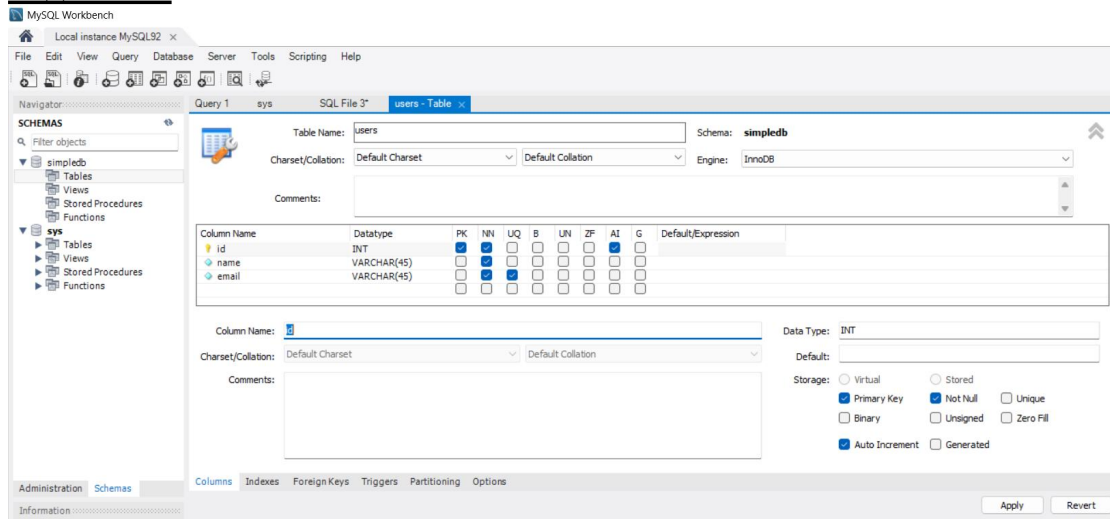 MySQL Workbench
Local instance MySQL92
File Edit View Query Database Server Tools Scripting Help
Navigator
SCHEMAS
Filter objects
simpledb
Tables
Views
Stored Procedures
Functions
sys
Tables
Views
Stored Procedures
Functions
Administration Schemas
Information
Query 1 sys SQL File 3* users - Table
Table Name: users Schema: simpledb
Charset/Collation: Default Charset Default Collation Engine: InnoDB
Comments:
Column Name Datatype PK NN UQ B UN ZF AI G Default/Expression
id INT
name VARCHAR(45)
email VARCHAR(45)
Column Name: id Data Type: INT
Charset/Collation: Default Charset Default Collation Default:
Comments: Storage: Virtual Stored
Primary Key Not Null Unique
Binary Unsigned Zero Fill
Auto Increment Generated
Columns Indexes Foreign Keys Triggers Partitioning Options
Apply Revert